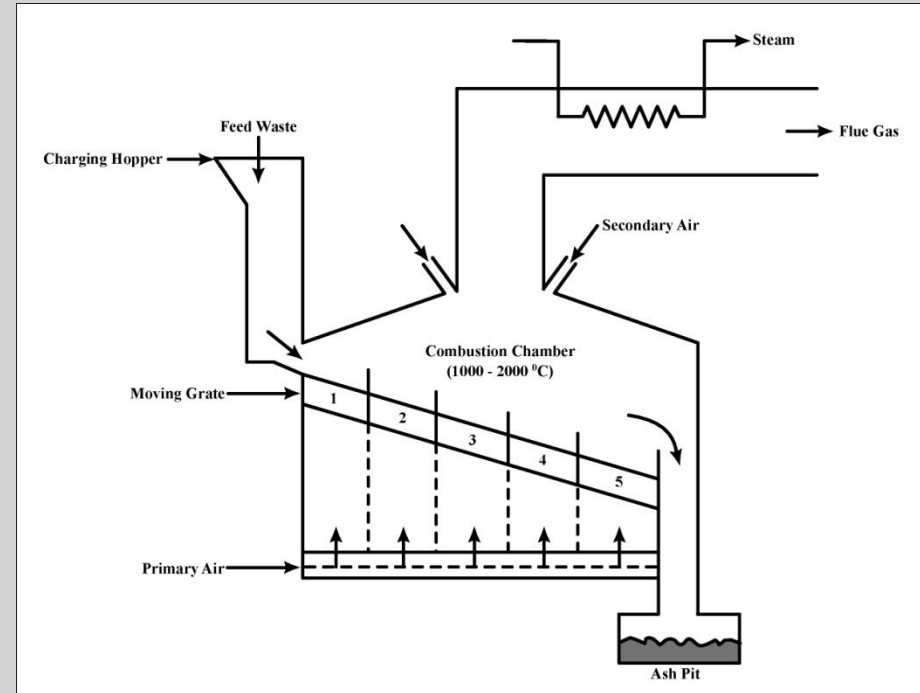 Steam
Flue Gas
Feed Waste
Charging Hopper
Secondary Air
Combustion Chamber
(1000 - 2000 ⁰C)
Moving Grate
1
2
3
4
5
Primary Air
Ash Pit